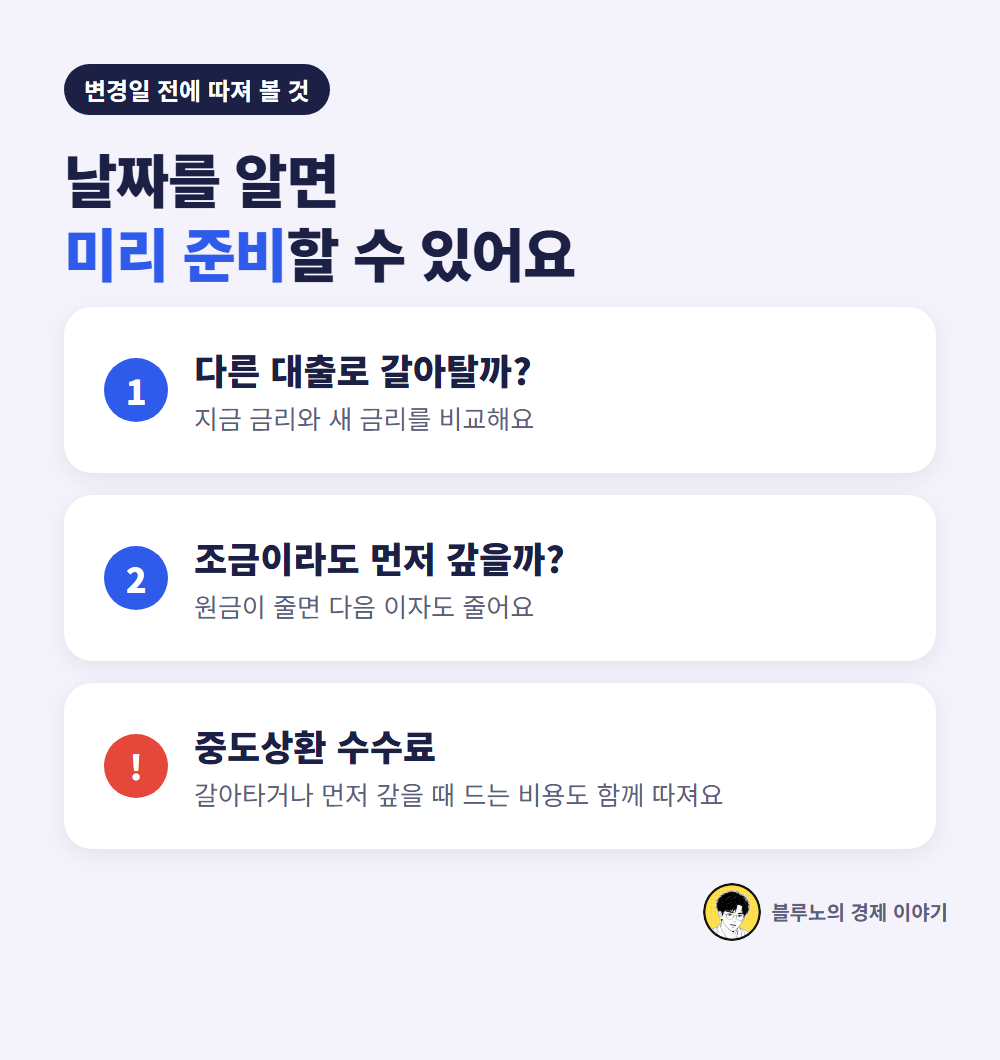 변경일 전에 따져 볼 것
날짜를 알면
미리 준비할 수 있어요
1
다른 대출로 갈아탈까?
지금 금리와 새 금리를 비교해요
2
조금이라도 먼저 갚을까?
원금이 줄면 다음 이자도 줄어요
!
중도상환 수수료
갈아타거나 먼저 갚을 때 드는 비용도 함께 따져요
블루노의 경제 이야기